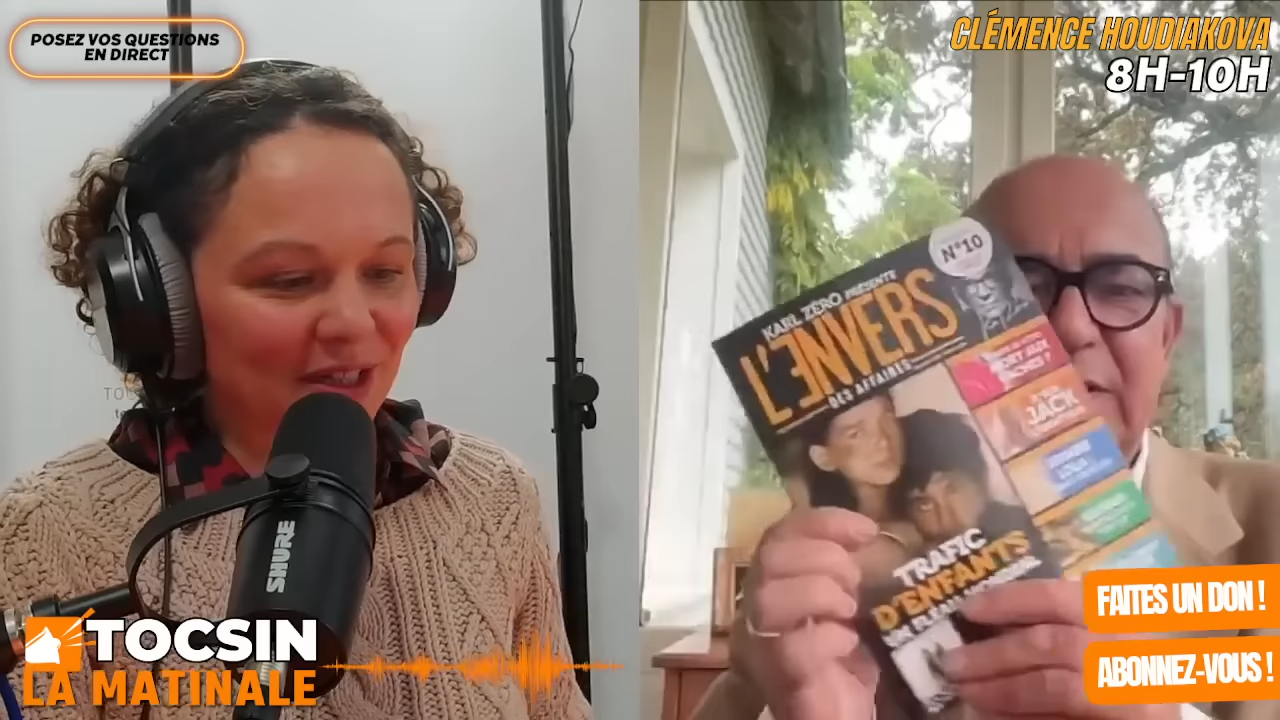 POSEZ VOS QUESTIONS
EN DIRECT
CLÉMENCE HOUDIAKOVA
8H-10H
N°10
KARL ZÉRO PRÉSENTE
L'ENVERS
DES AFFAIRES
JACK
TRAFIC
D'ENFANTS
SHURE
TOCSIN
LA MATINALE
FAITES UN DON !
ABONNEZ-VOUS !